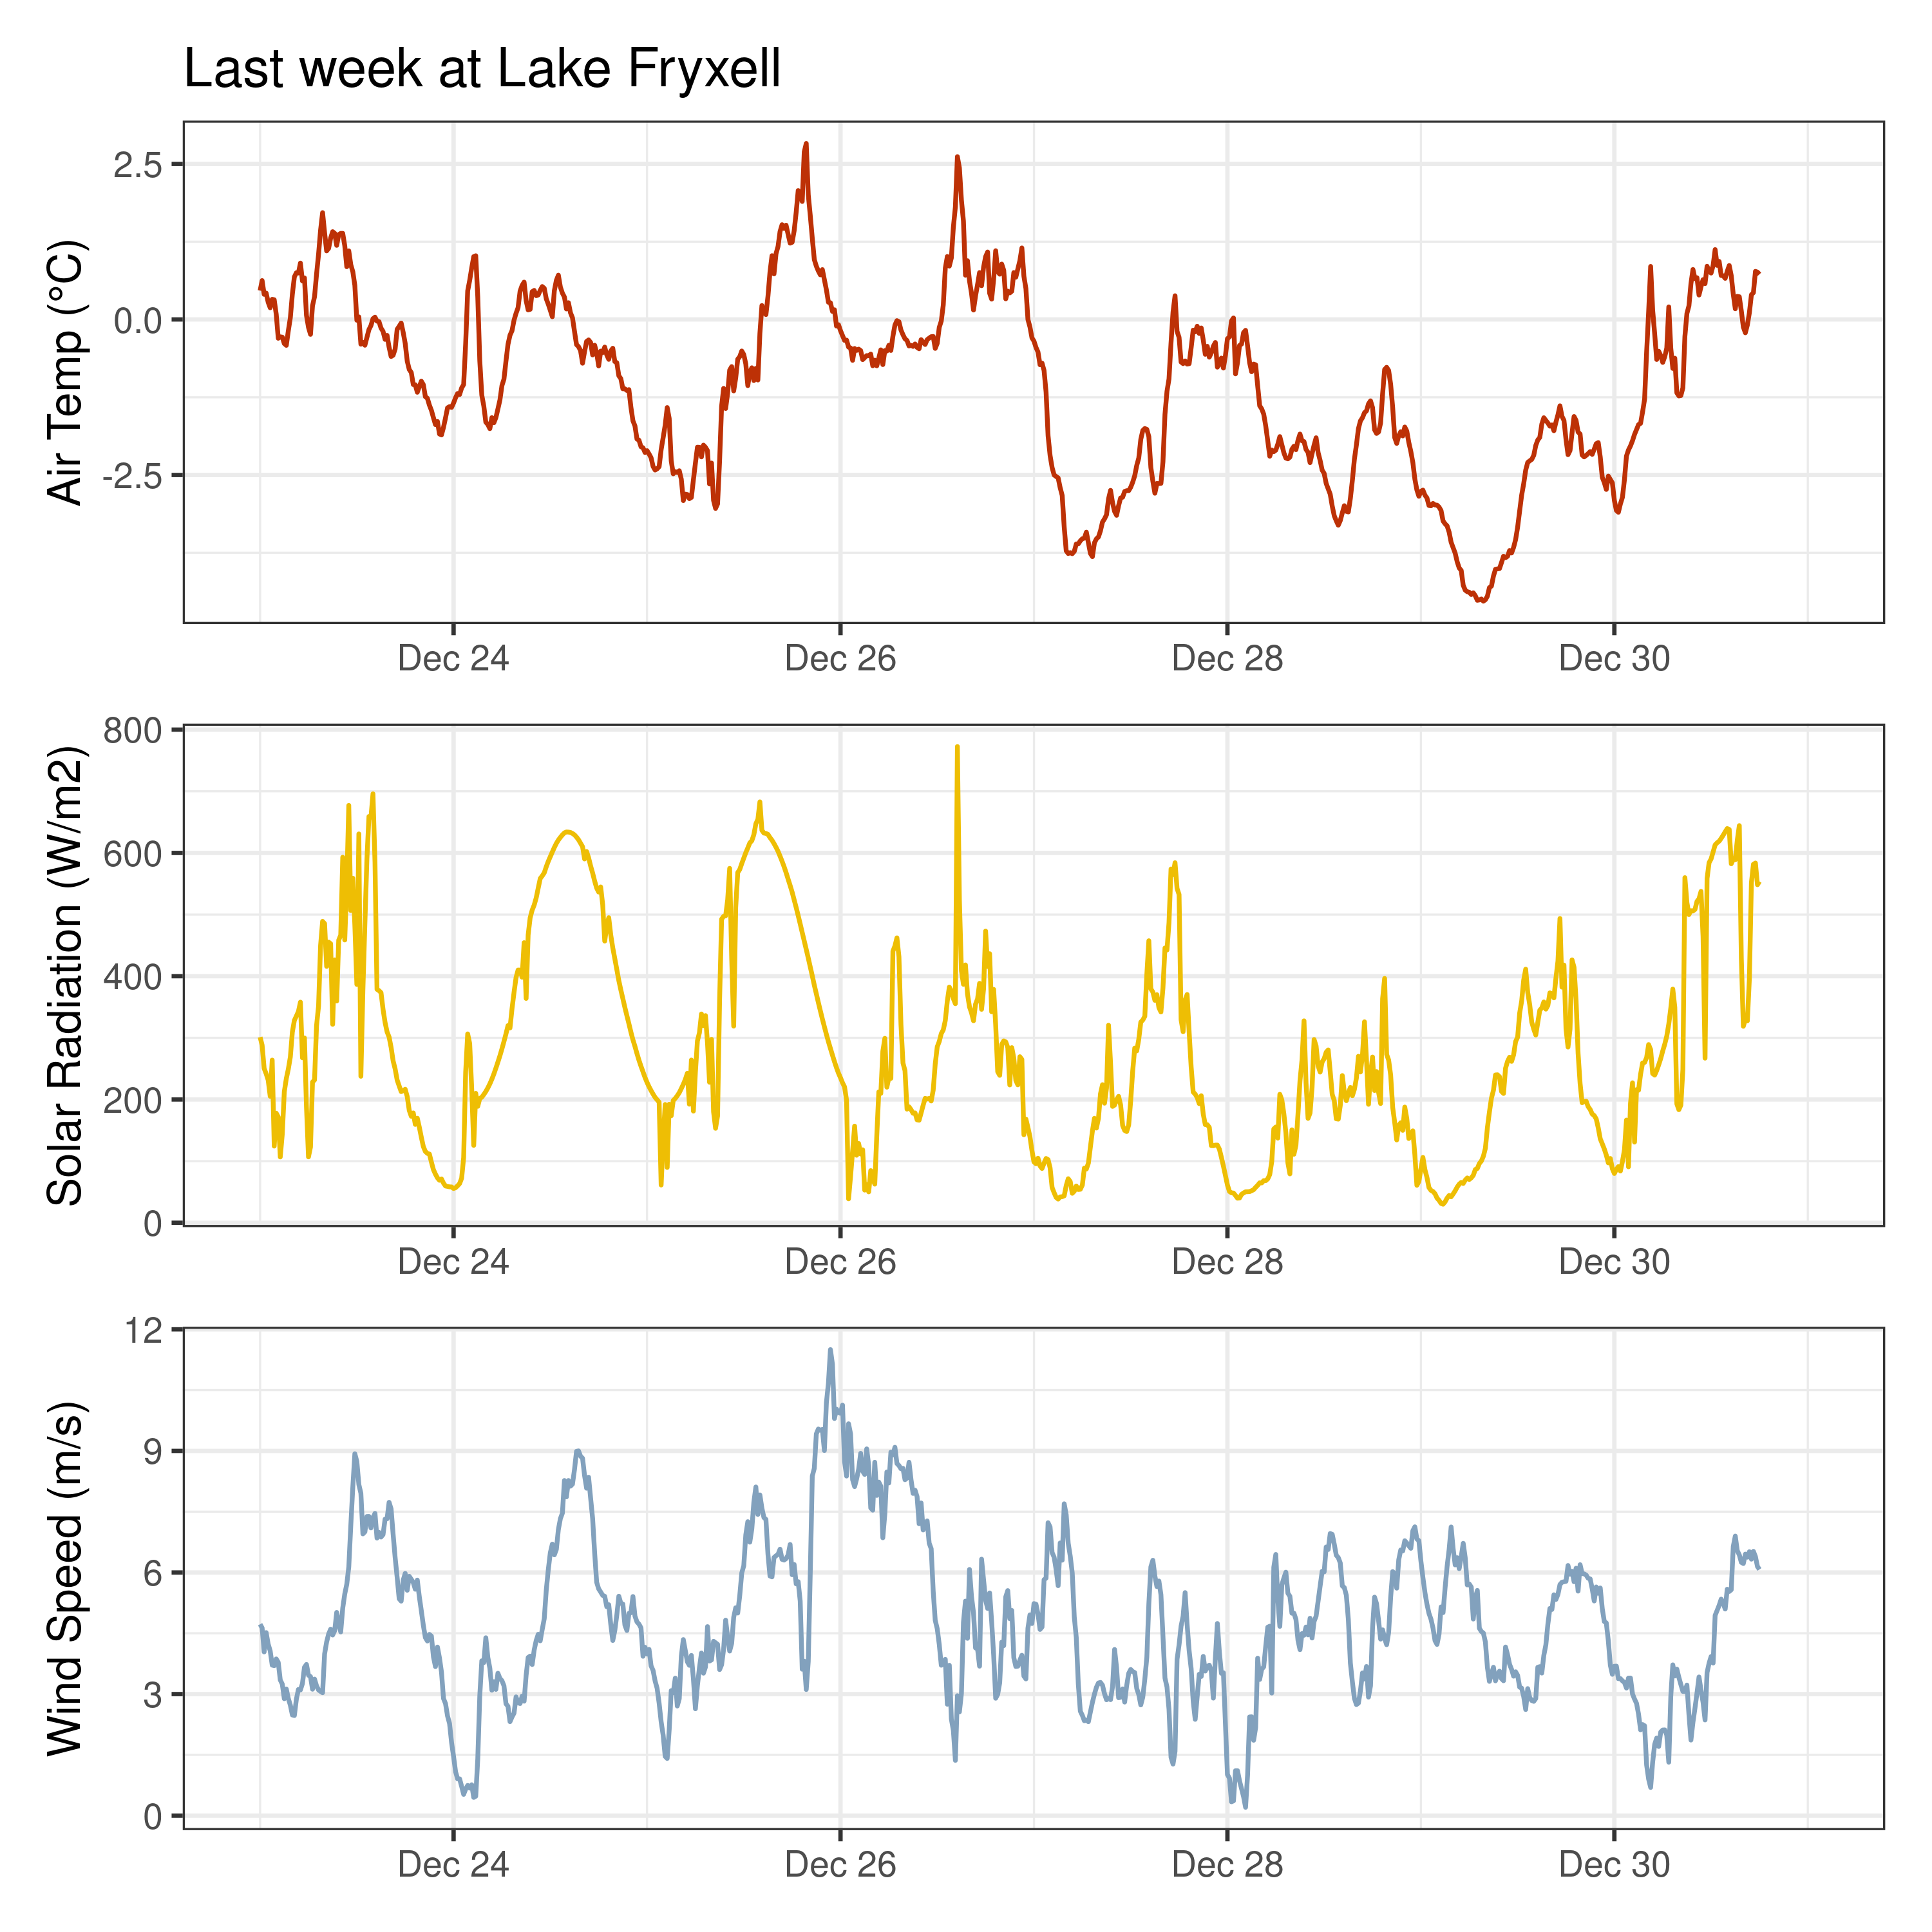 Last week at Lake Fryxell
Air Temp (°C)
2.5
0.0
-2.5
Dec 24 Dec 26 Dec 28 Dec 30
Solar Radiation (W/m2)
800
600
400
200
0
Dec 24 Dec 26 Dec 28 Dec 30
Wind Speed (m/s)
12
9
6
3
0
Dec 24 Dec 26 Dec 28 Dec 30